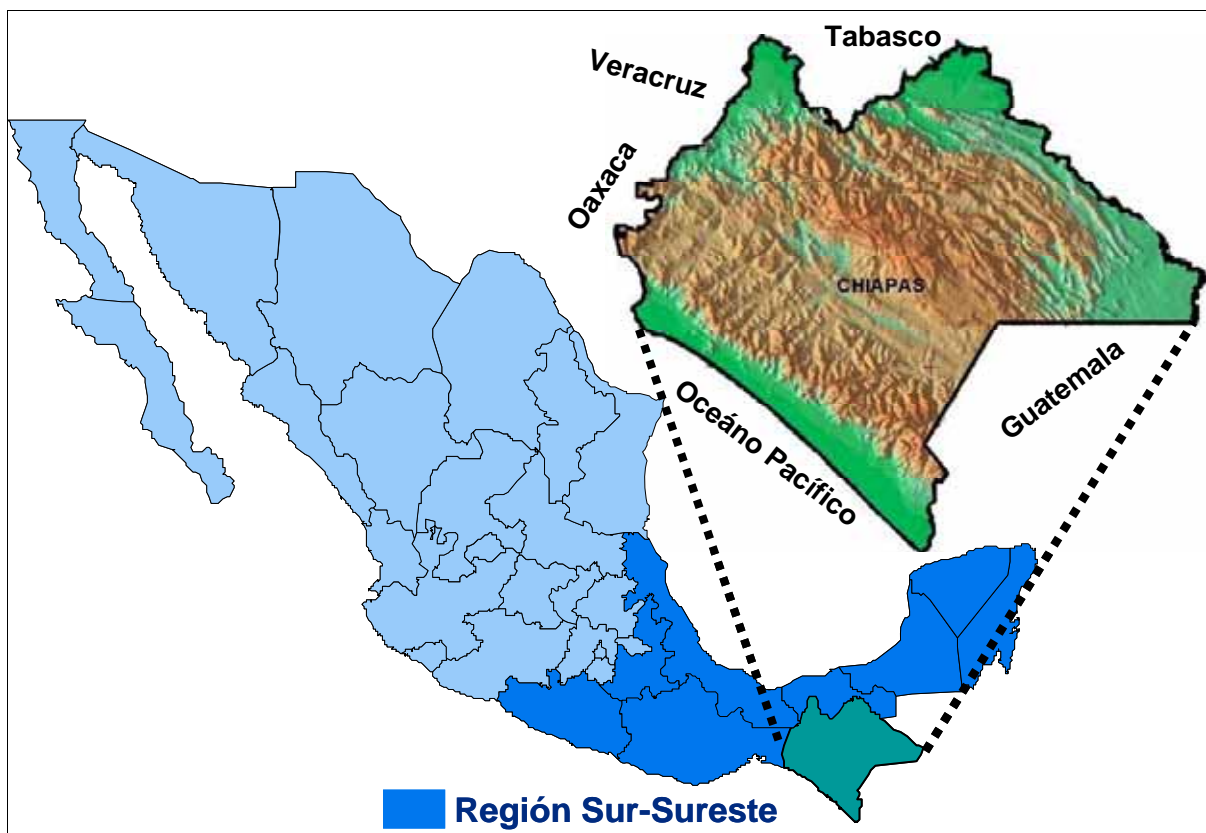 Tabasco
Veracruz
Oaxaca
CHIAPAS
Guatemala
Oceáno Pacífico
Región Sur-Sureste